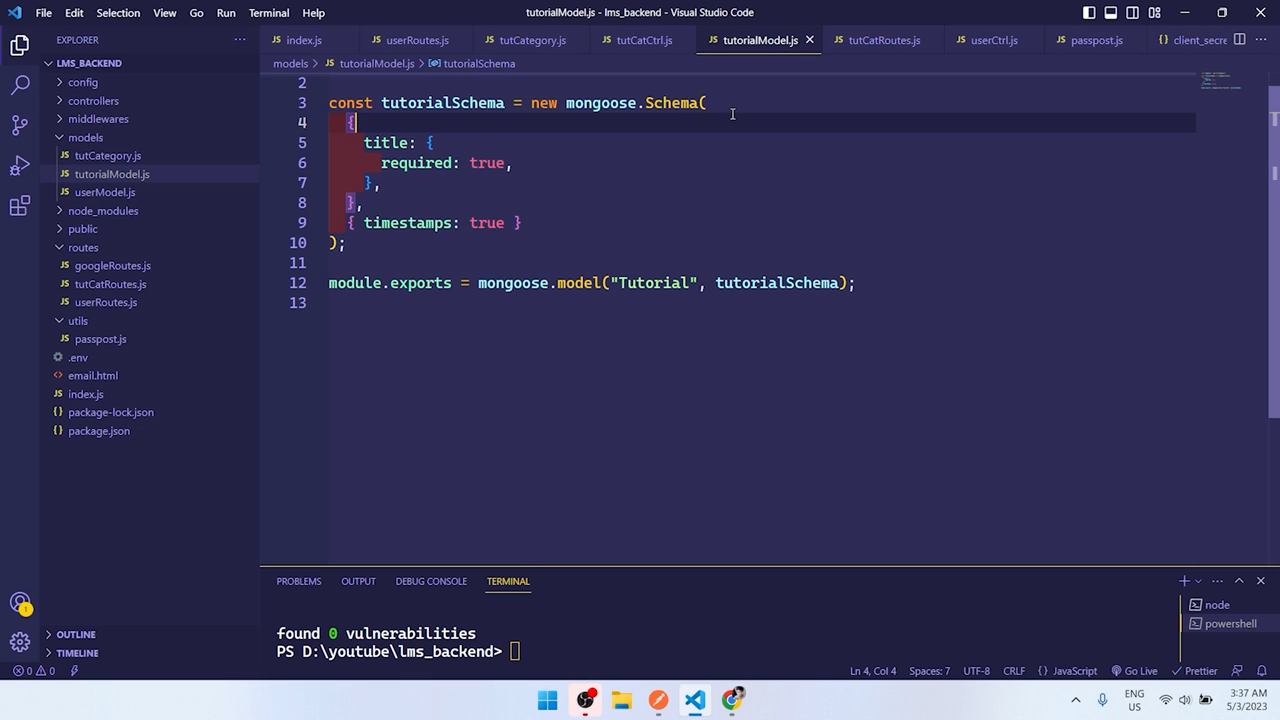 File Edit Selection View Go Run Terminal Help
tutorialModel.js - lms_backend - Visual Studio Code
EXPLORER
LMS_BACKEND
config
controllers
middlewares
models
tutCategory.js
tutorialModel.js
userModel.js
node_modules
public
routes
googleRoutes.js
tutCatRoutes.js
userRoutes.js
utils
passpost.js
.env
email.html
index.js
package-lock.json
package.json
OUTLINE
TIMELINE
index.js userRoutes.js tutCategory.js tutCatCtrl.js tutorialModel.js tutCatRoutes.js userCtrl.js passpost.js client_secre
models > tutorialModel.js > tutorialSchema
2
3 const tutorialSchema = new mongoose.Schema(
4 {
5 title: {
6 required: true,
7 },
8 },
9 { timestamps: true }
10 );
11
12 module.exports = mongoose.model("Tutorial", tutorialSchema);
13
PROBLEMS OUTPUT DEBUG CONSOLE TERMINAL
found 0 vulnerabilities
PS D:\youtube\lms_backend>
node
powershell
1
0 0 Ln 4, Col 4 Spaces: 7 UTF-8 CRLF {} JavaScript Go Live Prettier
ENG
US
3:37 AM
5/3/2023